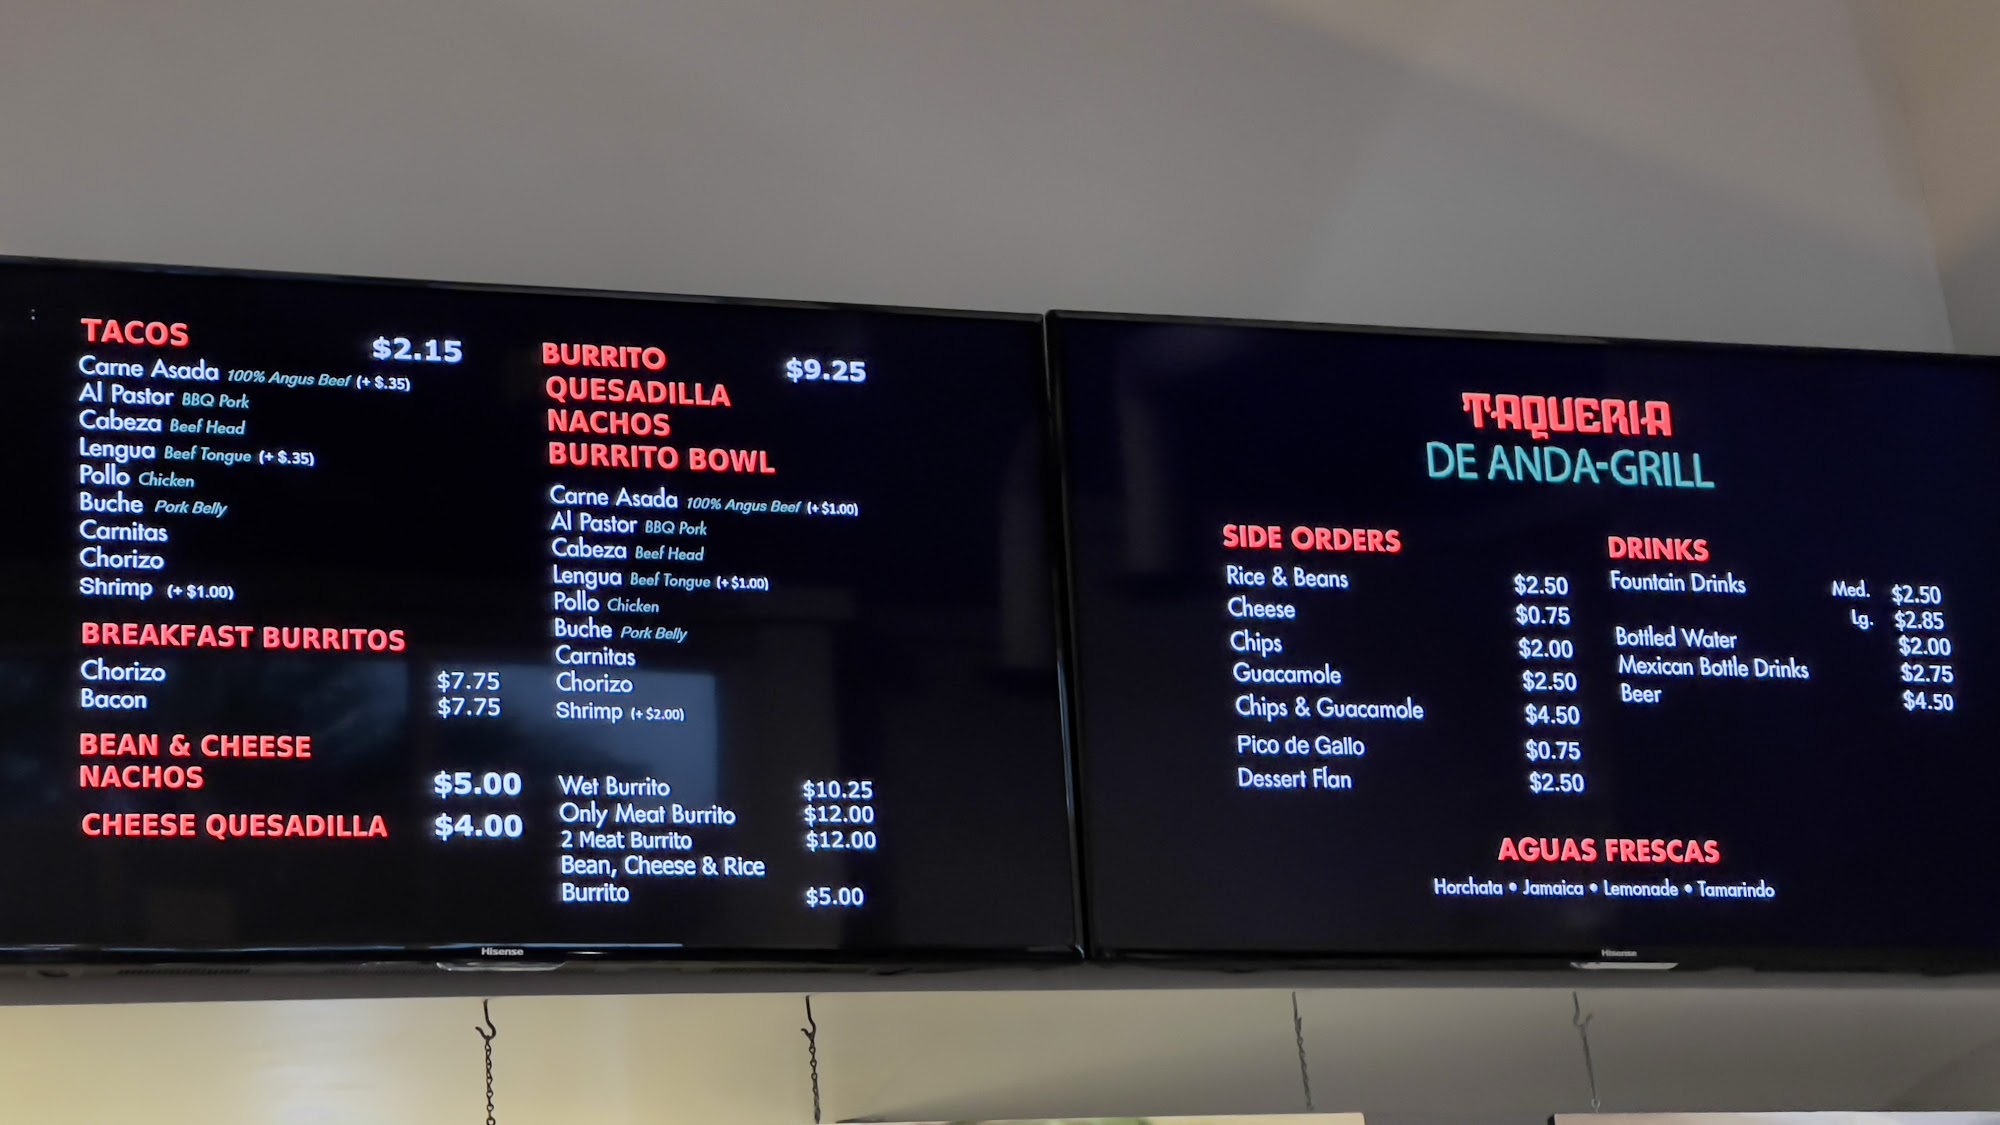 TACOS $2.15
Carne Asada 100% Angus Beef (+ $.35)
Al Pastor BBQ Pork
Cabeza Beef Head
Lengua Beef Tongue (+ $.35)
Pollo Chicken
Buche Pork Belly
Carnitas
Chorizo
Shrimp (+ $1.00)
BREAKFAST BURRITOS
Chorizo $7.75
Bacon $7.75
BEAN & CHEESE
NACHOS $5.00
CHEESE QUESADILLA $4.00
BURRITO $9.25
QUESADILLA
NACHOS
BURRITO BOWL
Carne Asada 100% Angus Beef (+ $1.00)
Al Pastor BBQ Pork
Cabeza Beef Head
Lengua Beef Tongue (+ $1.00)
Pollo Chicken
Buche Pork Belly
Carnitas
Chorizo
Shrimp (+ $2.00)
Wet Burrito $10.25
Only Meat Burrito $12.00
2 Meat Burrito $12.00
Bean, Cheese & Rice
Burrito $5.00
Hisense
TAQUERIA
DE ANDA-GRILL
SIDE ORDERS
Rice & Beans $2.50
Cheese $0.75
Chips $2.00
Guacamole $2.50
Chips & Guacamole $4.50
Pico de Gallo $0.75
Dessert Flan $2.50
DRINKS
Fountain Drinks Med. $2.50
Lg. $2.85
Bottled Water $2.00
Mexican Bottle Drinks $2.75
Beer $4.50
AGUAS FRESCAS
Horchata • Jamaica • Lemonade • Tamarindo
Hisense